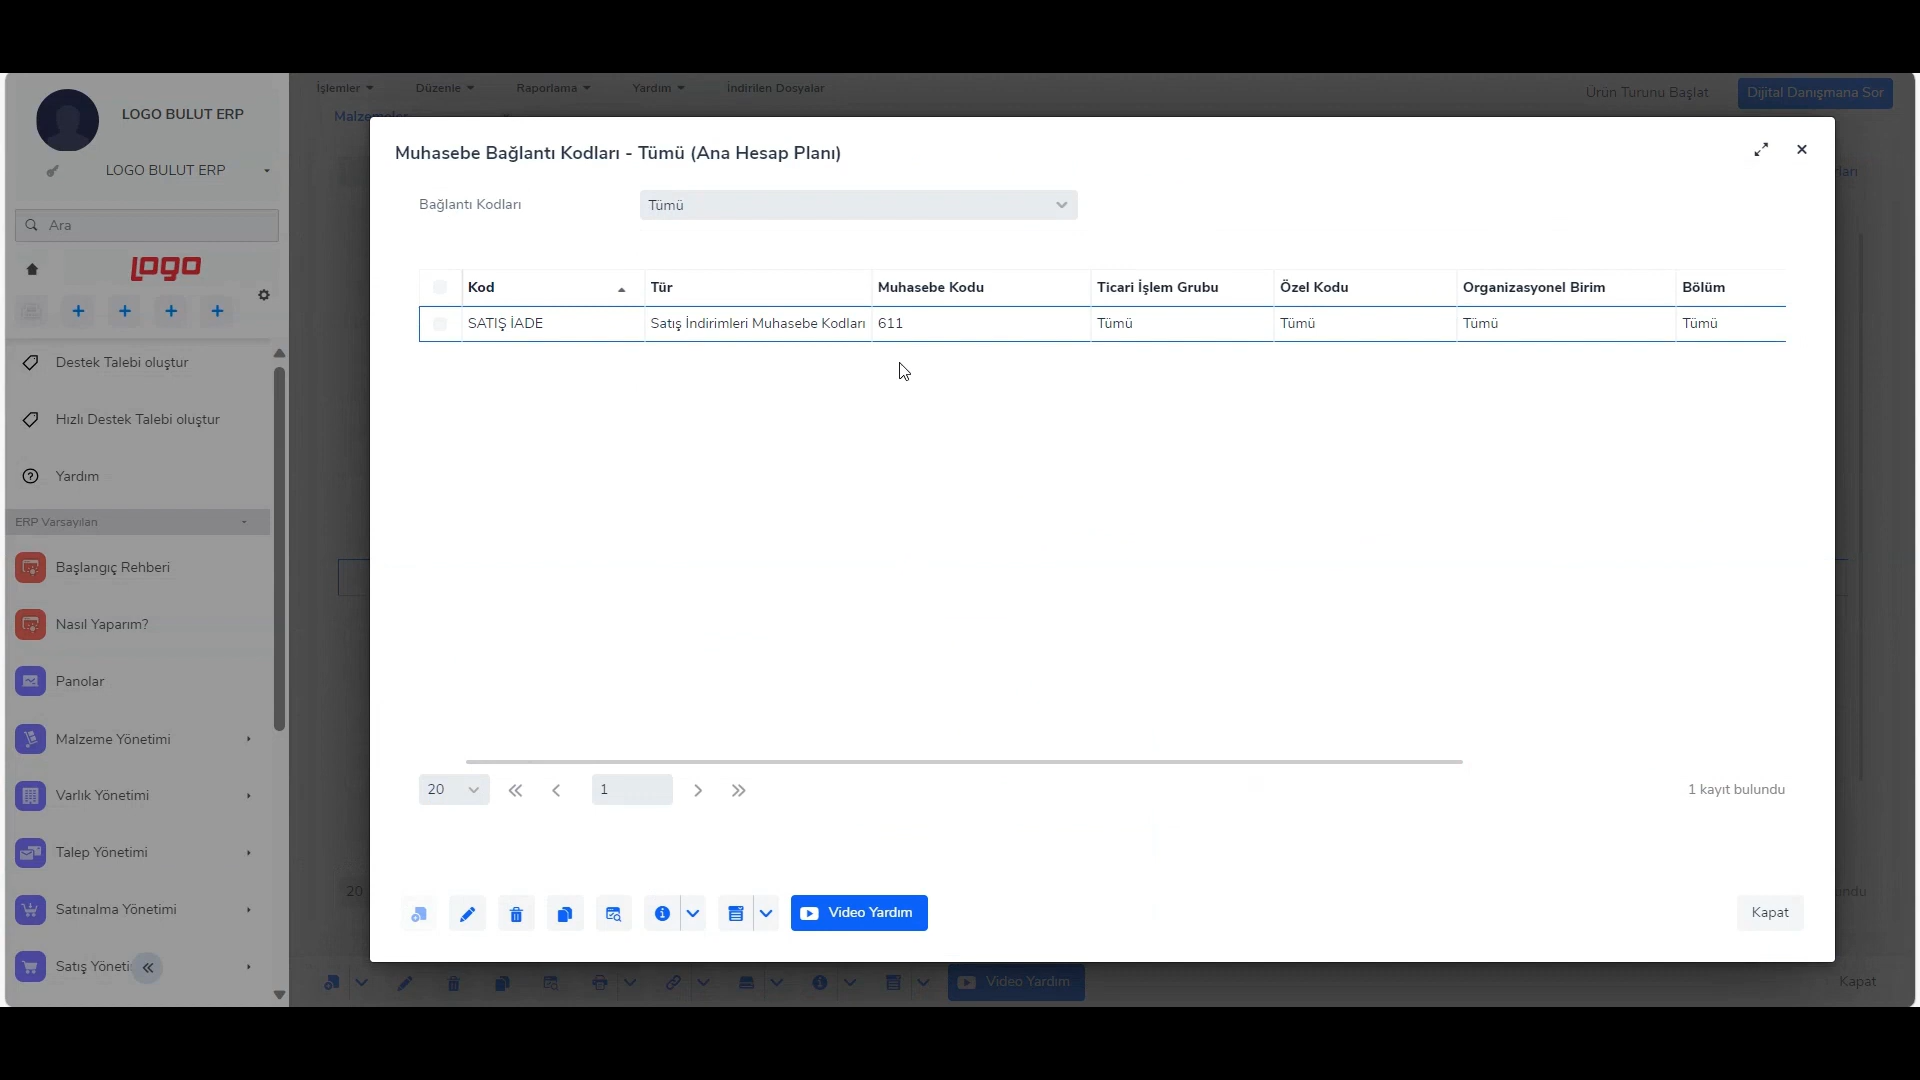 LOGO BULUT ERP
LOGO BULUT ERP
Ara
logo
Destek Talebi oluştur
Hızlı Destek Talebi oluştur
Yardım
ERP Varsayılan
Başlangıç Rehberi
Nasıl Yaparım?
Panolar
Malzeme Yönetimi
Varlık Yönetimi
Talep Yönetimi
Satınalma Yönetimi
Satış Yöneti
İşlemler Düzenle Raporlama Yardım İndirilen Dosyalar
Ürün Turunu Başlat Dijital Danışmana Sor
Malzemeler
Muhasebe Bağlantı Kodları - Tümü (Ana Hesap Planı)
Bağlantı Kodları Tümü
Kod Tür Muhasebe Kodu Ticari İşlem Grubu Özel Kodu Organizasyonel Birim Bölüm
SATIŞ İADE Satış İndirimleri Muhasebe Kodları 611 Tümü Tümü Tümü Tümü
20 1 1 kayıt bulundu
20
Video Yardım Kapat
Video Yardım Kapat